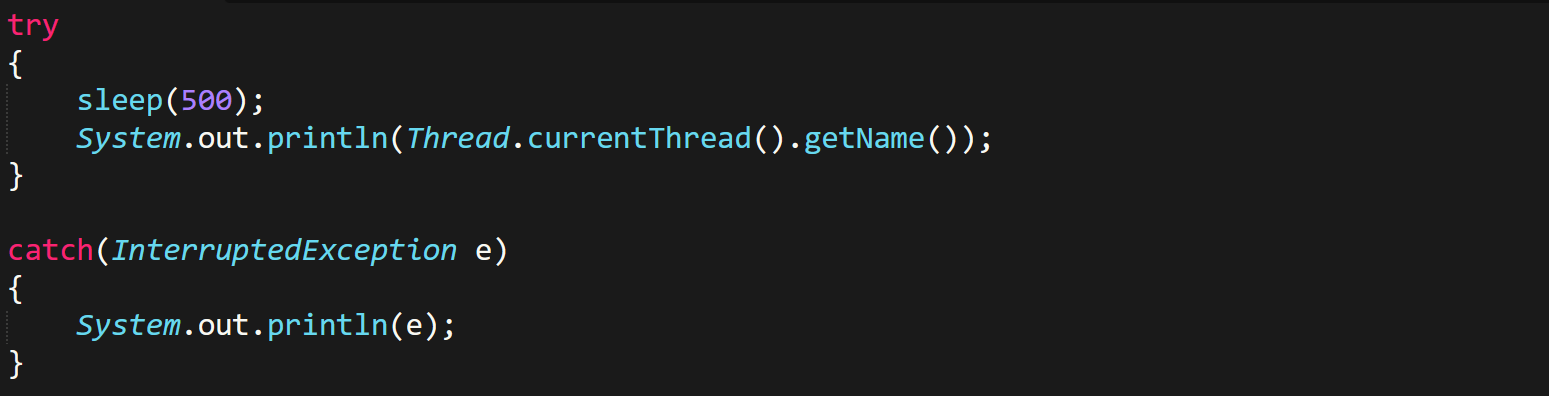 try
{
    sleep(500);
    System.out.println(Thread.currentThread().getName());
}
catch(InterruptedException e)
{
    System.out.println(e);
}